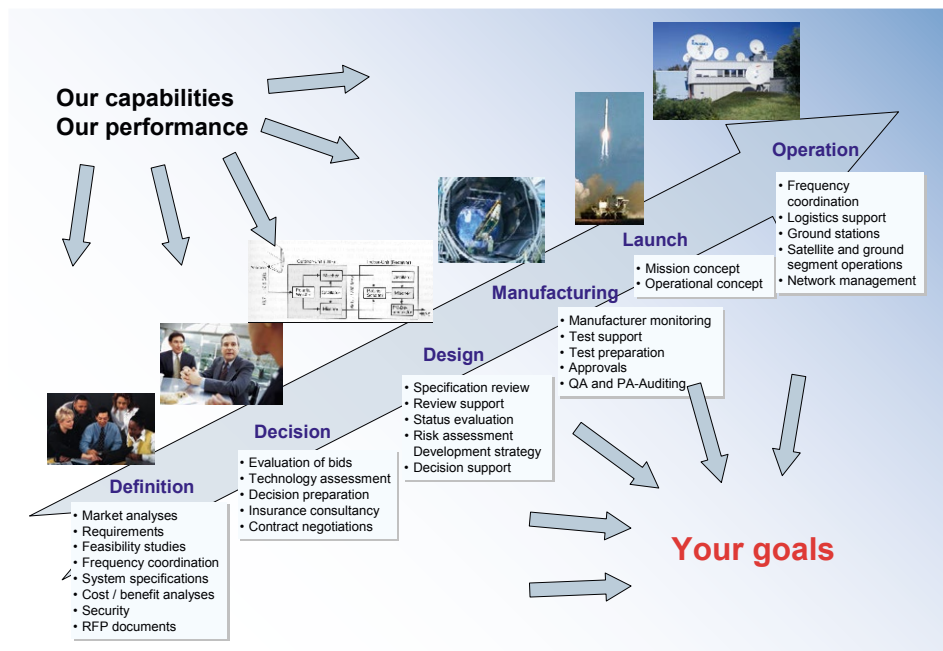 Our capabilities
Our performance
Operation
• Frequency
coordination
• Logistics support
• Ground stations
• Satellite and ground
segment operations
• Network management
Launch
• Mission concept
• Operational concept
Manufacturing
• Manufacturer monitoring
• Test support
• Test preparation
• Approvals
• QA and PA-Auditing
Design
• Specification review
• Review support
• Status evaluation
• Risk assessment
Development strategy
• Decision support
Decision
• Evaluation of bids
• Technology assessment
• Decision preparation
• Insurance consultancy
• Contract negotiations
Definition
• Market analyses
• Requirements
• Feasibility studies
• Frequency coordination
• System specifications
• Cost / benefit analyses
• Security
• RFP documents
Your goals